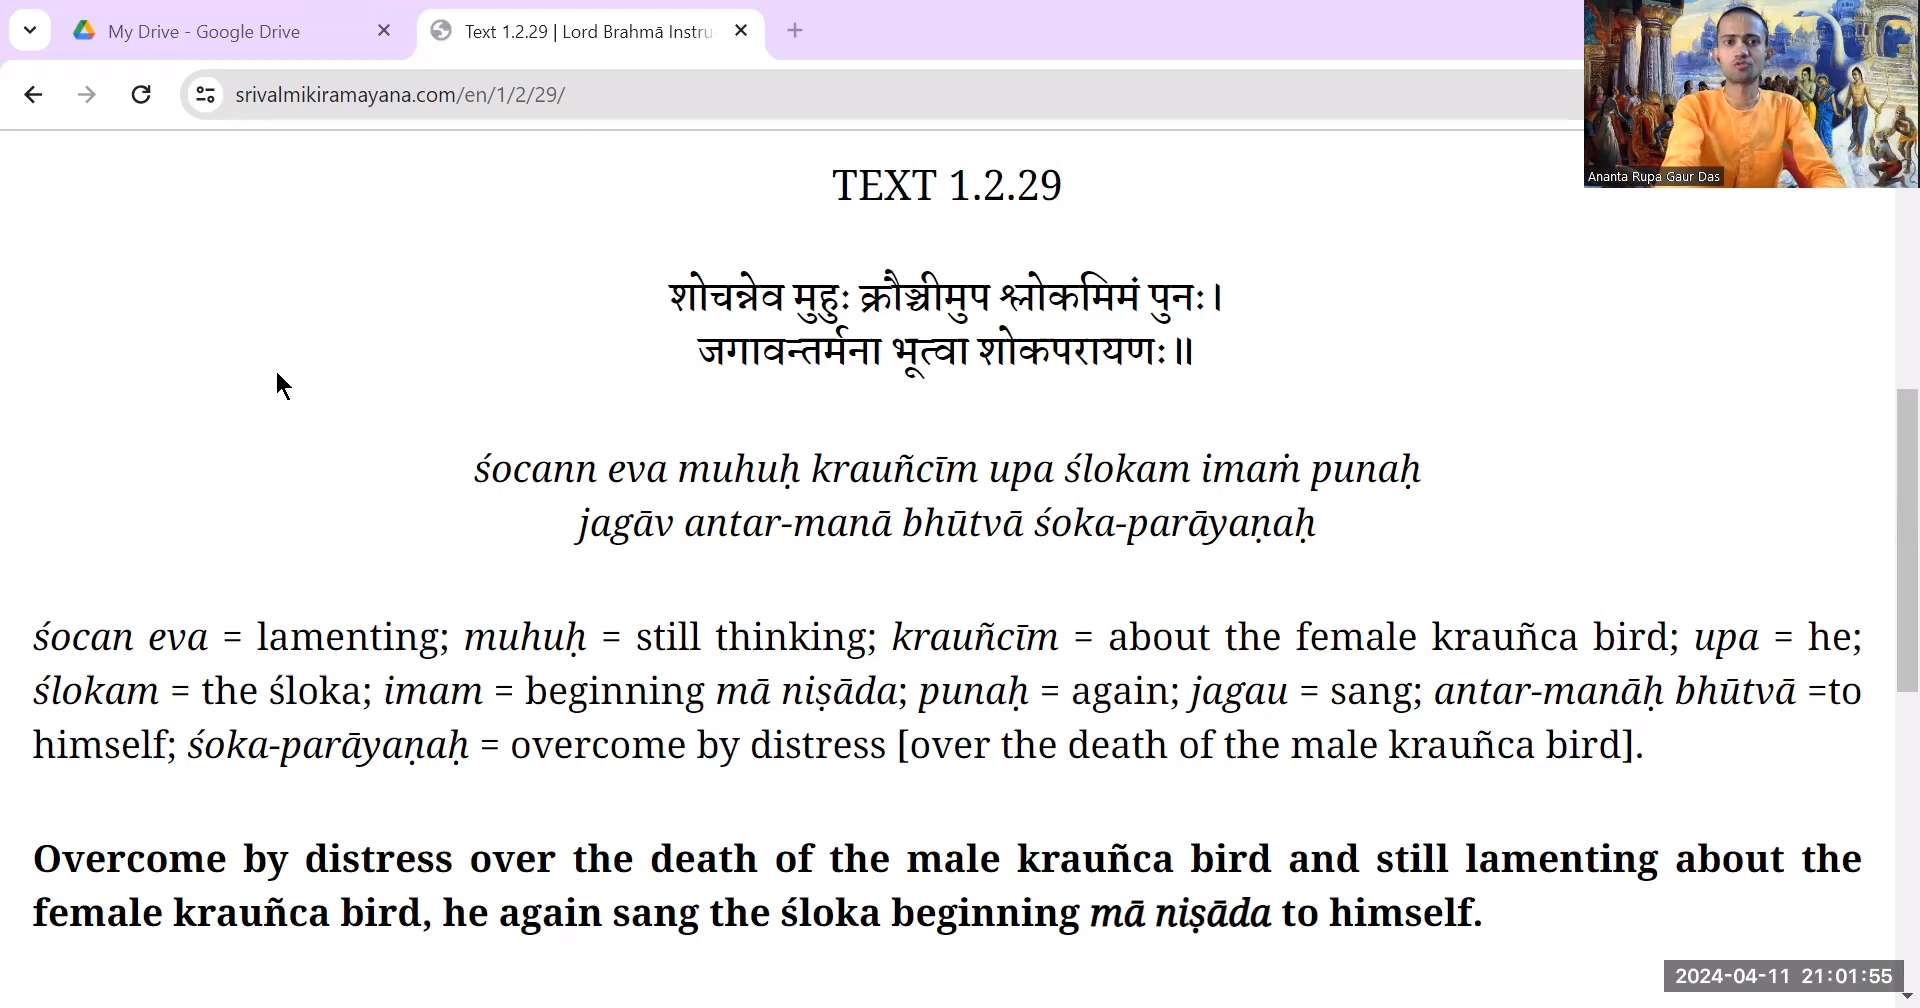 My Drive - Google Drive
Text 1.2.29 | Lord Brahmā Instru
srivalmikiramayana.com/en/1/2/29/
Ananta Rupa Gaur Das
TEXT 1.2.29
शोचन्नेव मुहुः क्रौञ्चीमुप श्लोकमिमं पुनः।
जगावन्तर्मना भूत्वा शोकपरायणः॥
śocann eva muhuḥ krauñcīm upa ślokam imaṁ punaḥ
jagāv antar-manā bhūtvā śoka-parāyaṇaḥ
śocan eva = lamenting; muhuḥ = still thinking; krauñcīm = about the female krauñca bird; upa = he;
ślokam = the śloka; imam = beginning mā niṣāda; punaḥ = again; jagau = sang; antar-manāḥ bhūtvā =to
himself; śoka-parāyaṇaḥ = overcome by distress [over the death of the male krauñca bird].
Overcome by distress over the death of the male krauñca bird and still lamenting about the
female krauñca bird, he again sang the śloka beginning mā niṣāda to himself.
2024-04-11 21:01:55